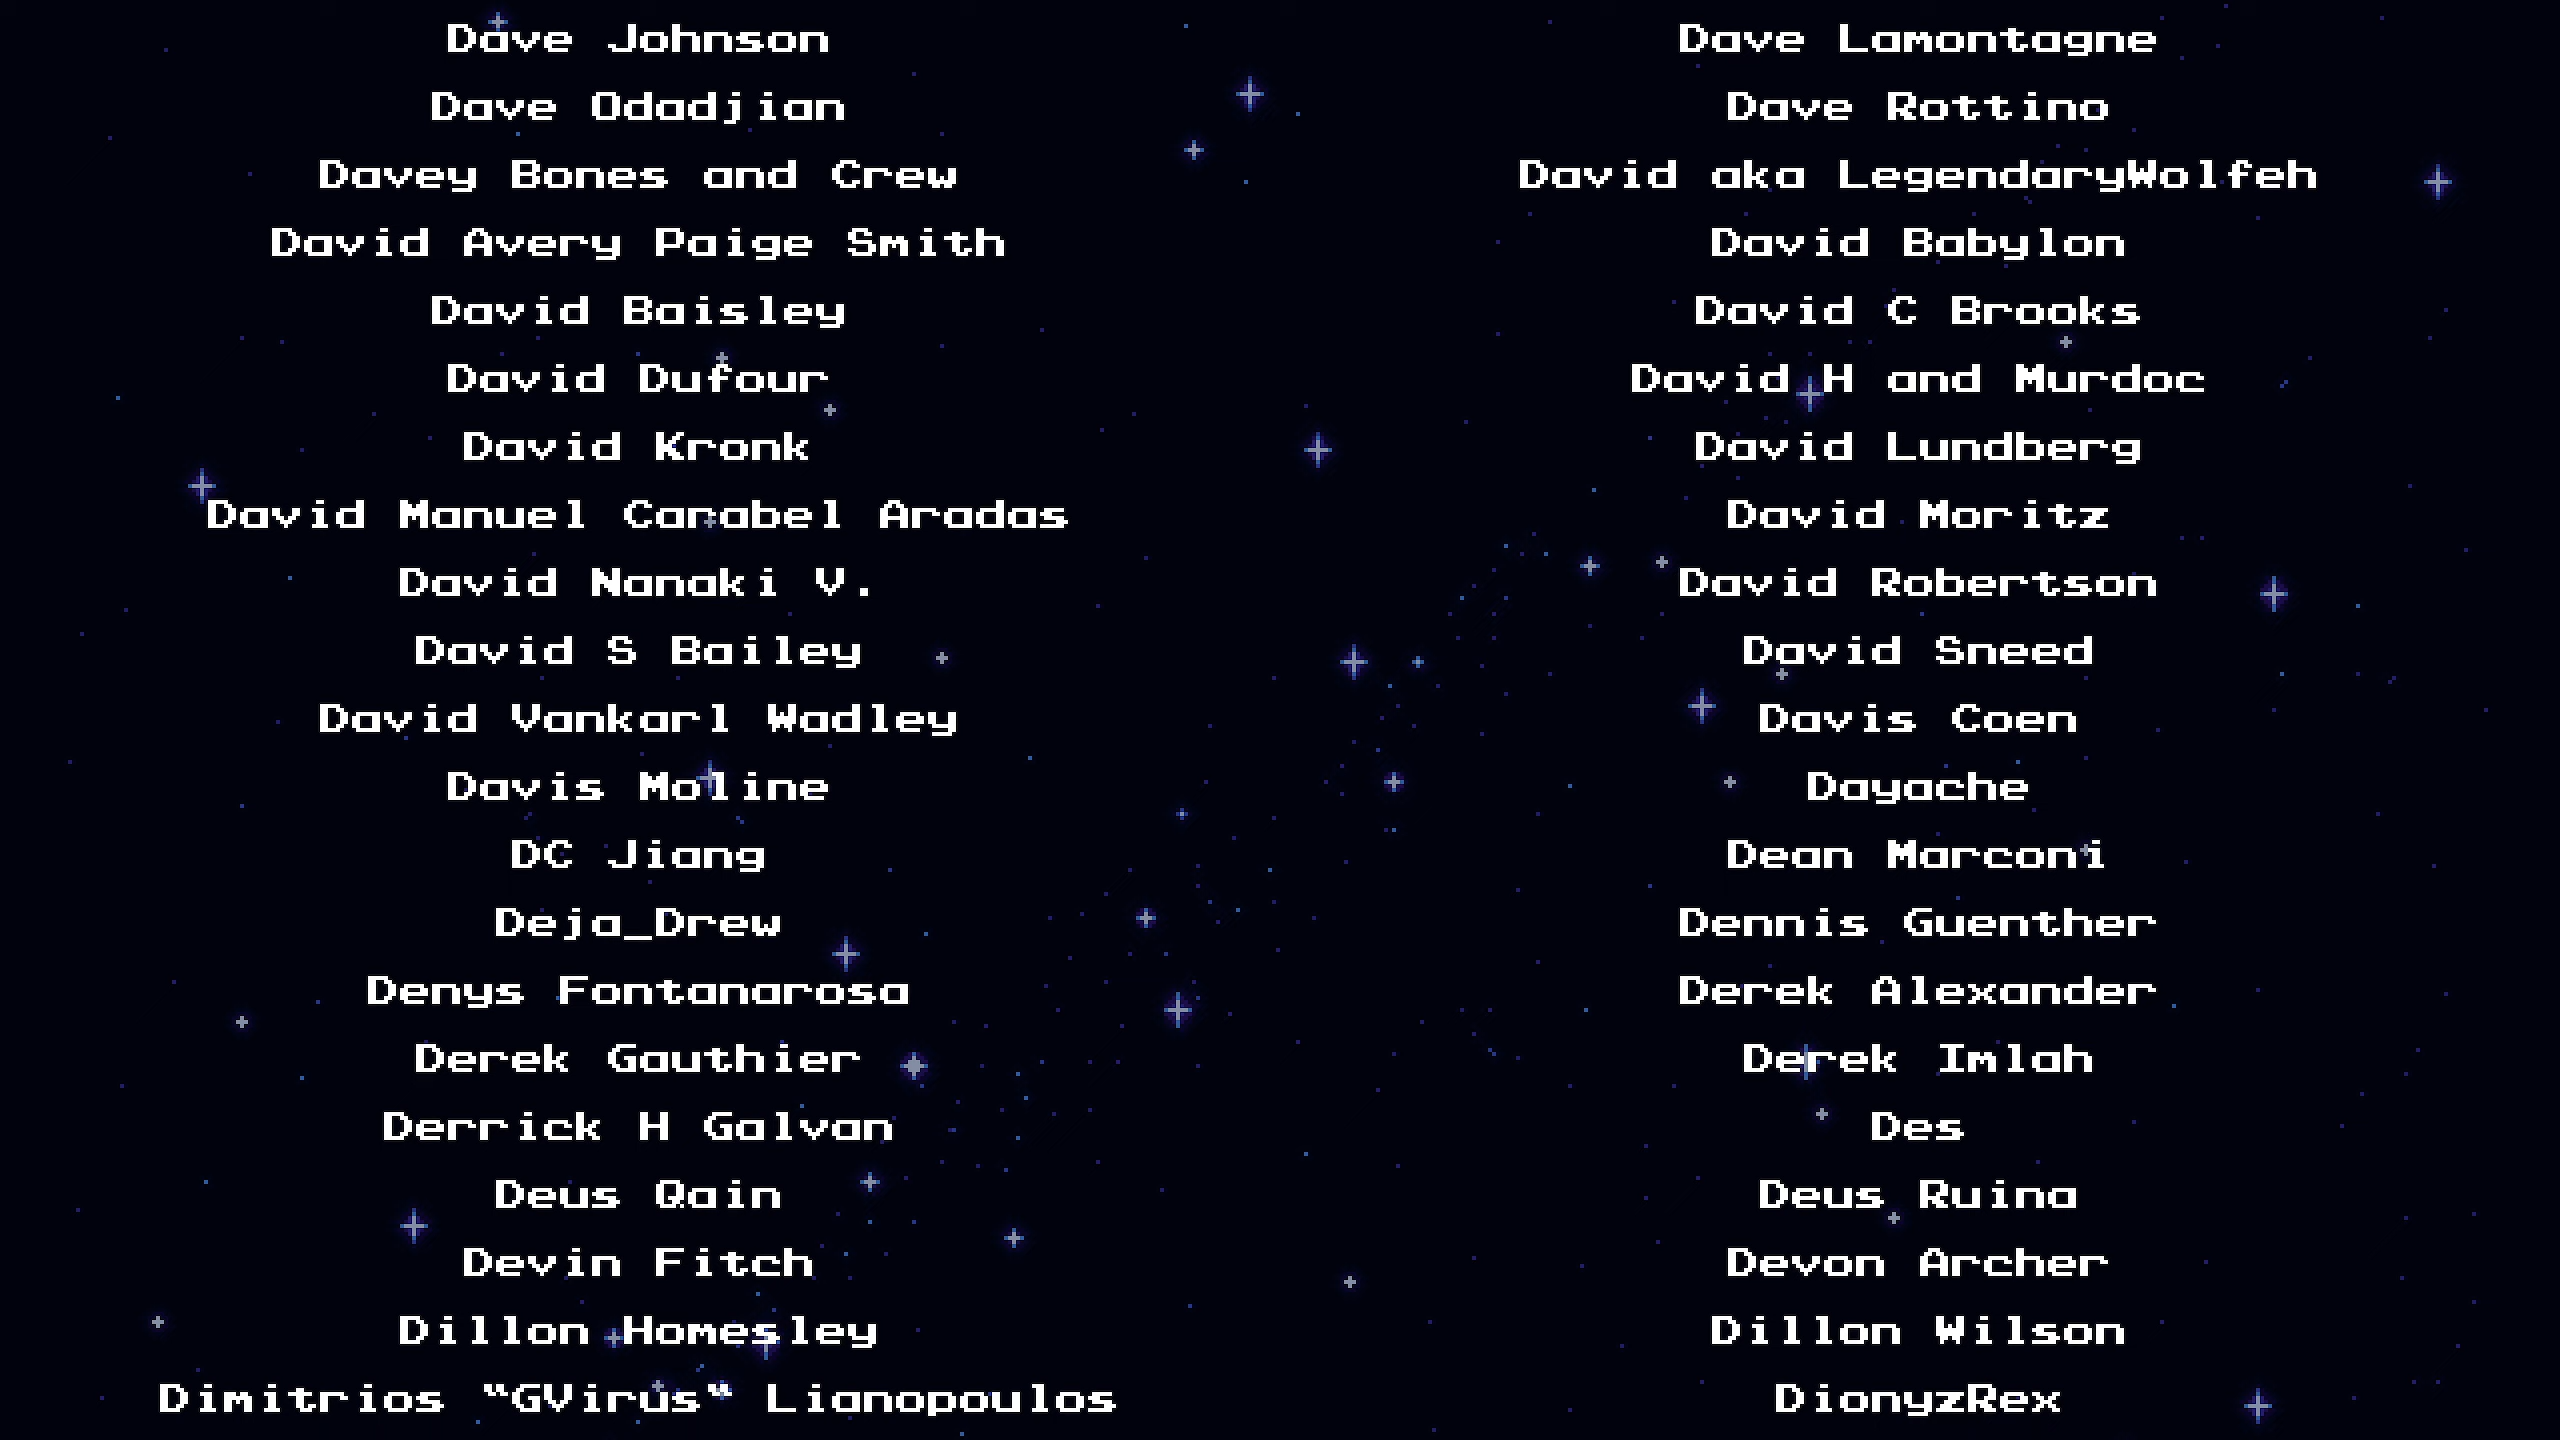 Dave Johnson
Dave Lamontagne
Dave Odadjian
Dave Rottino
Davey Bones and Crew
David aka LegendaryWolfeh
David Avery Paige Smith
David Babylon
David Baisley
David C Brooks
David Dufour
David H and Murdoc
David Kronk
David Lundberg
David Manuel Carabel Aradas
David Moritz
David Nanaki V.
David Robertson
David S Bailey
David Sneed
David Vankarl Wadley
Davis Coen
Davis Moline
Dayache
DC Jiang
Dean Marconi
Deja_Drew
Dennis Guenther
Denys Fontanarosa
Derek Alexander
Derek Gauthier
Derek Imlah
Derrick H Galvan
Des
Deus Qain
Deus Ruina
Devin Fitch
Devon Archer
Dillon Homesley
Dillon Wilson
Dimitrios "GVirus" Lianopoulos
DionyzRex